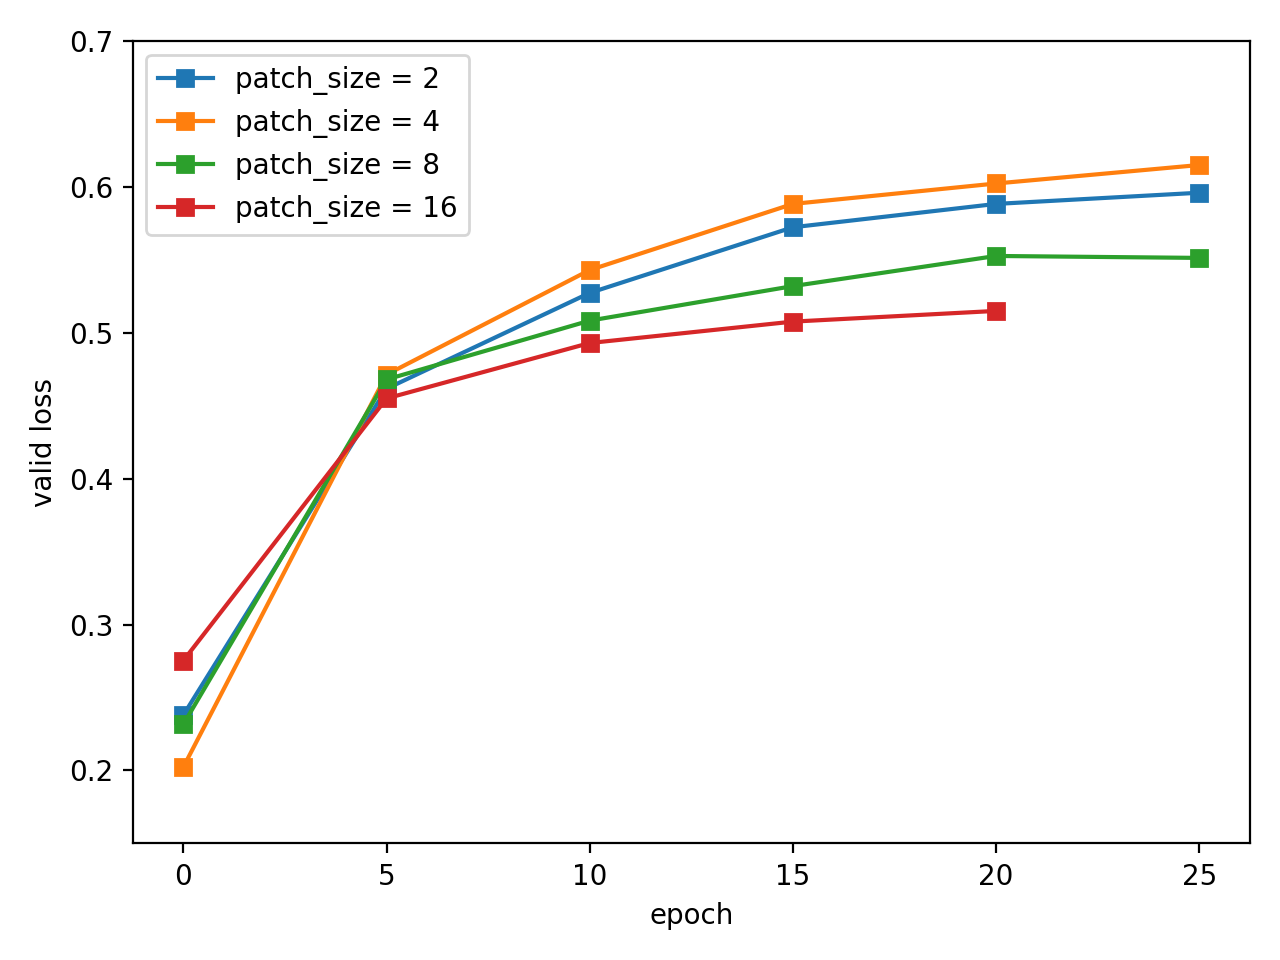 0.7
0.6
0.5
0.4
0.3
0.2
valid loss
patch_size = 2
patch_size = 4
patch_size = 8
patch_size = 16
0 5 10 15 20 25
epoch